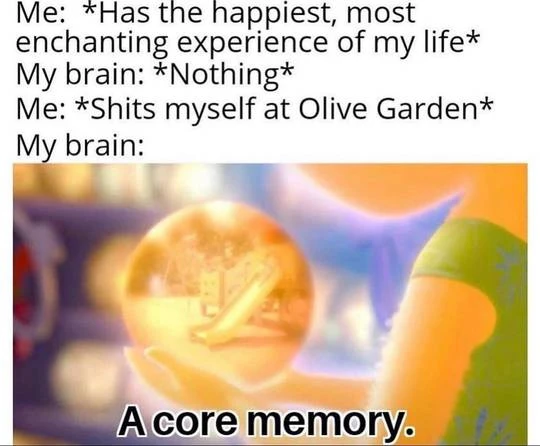 Me:  *Has the happiest, most
enchanting experience of my life*
My brain: *Nothing*
Me: *Shits myself at Olive Garden*
My brain:
A core memory.